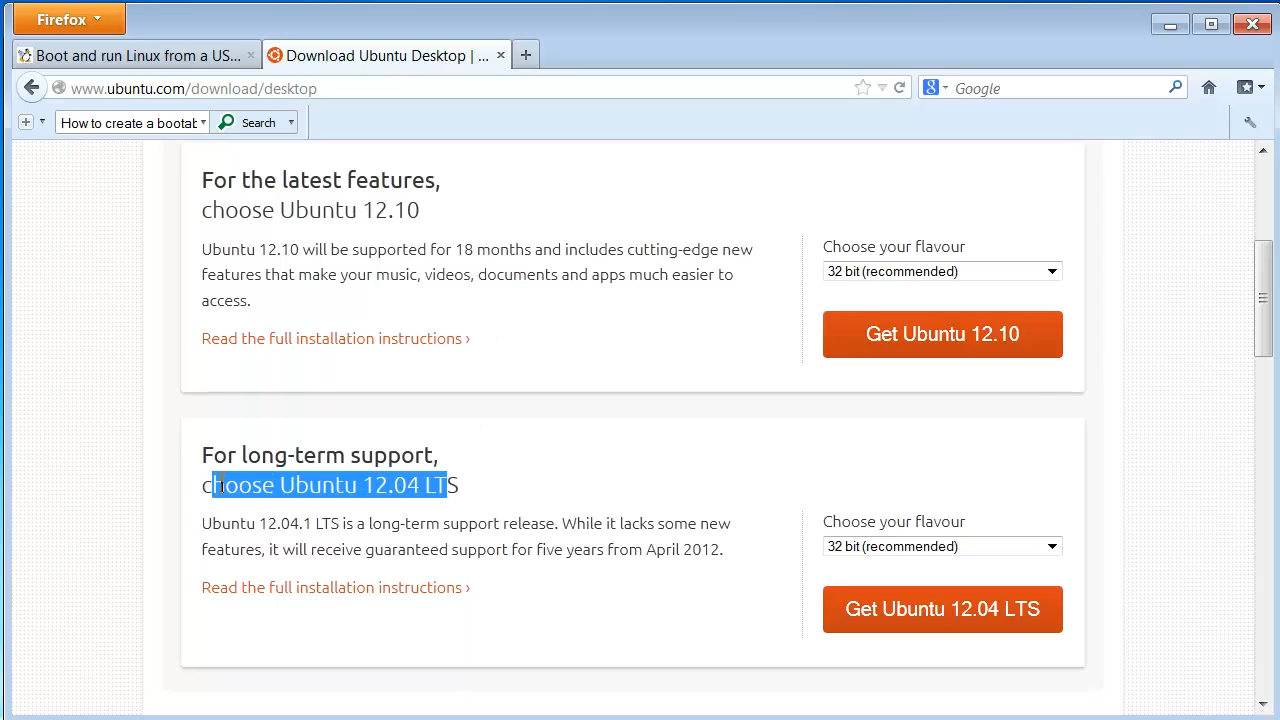 Firefox
Boot and run Linux from a US...
Download Ubuntu Desktop | ...
www.ubuntu.com/download/desktop
Google
How to create a bootab
Search
For the latest features,
choose Ubuntu 12.10
Ubuntu 12.10 will be supported for 18 months and includes cutting-edge new
features that make your music, videos, documents and apps much easier to
access.
Read the full installation instructions ›
Choose your flavour
32 bit (recommended)
Get Ubuntu 12.10
For long-term support,
choose Ubuntu 12.04 LTS
Ubuntu 12.04.1 LTS is a long-term support release. While it lacks some new
features, it will receive guaranteed support for five years from April 2012.
Read the full installation instructions ›
Choose your flavour
32 bit (recommended)
Get Ubuntu 12.04 LTS